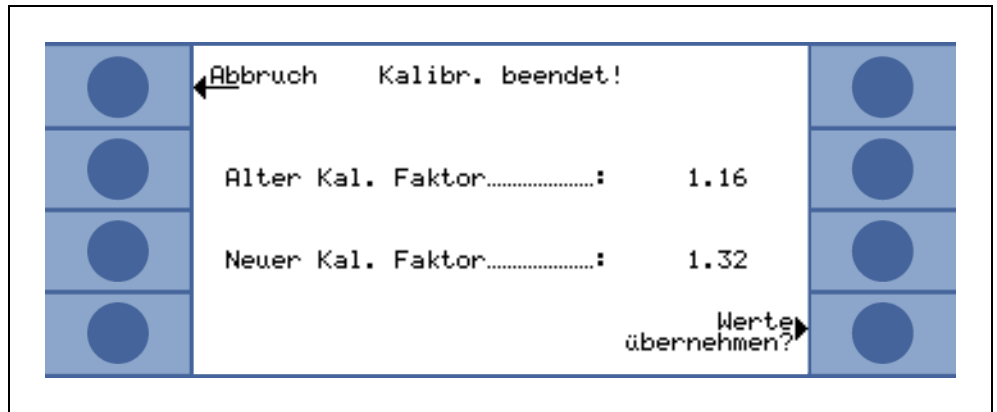 Abbruch Kalibr. beendet!
Alter Kal. Faktor....................: 1.16
Neuer Kal. Faktor....................: 1.32
Werte
übernehmen?